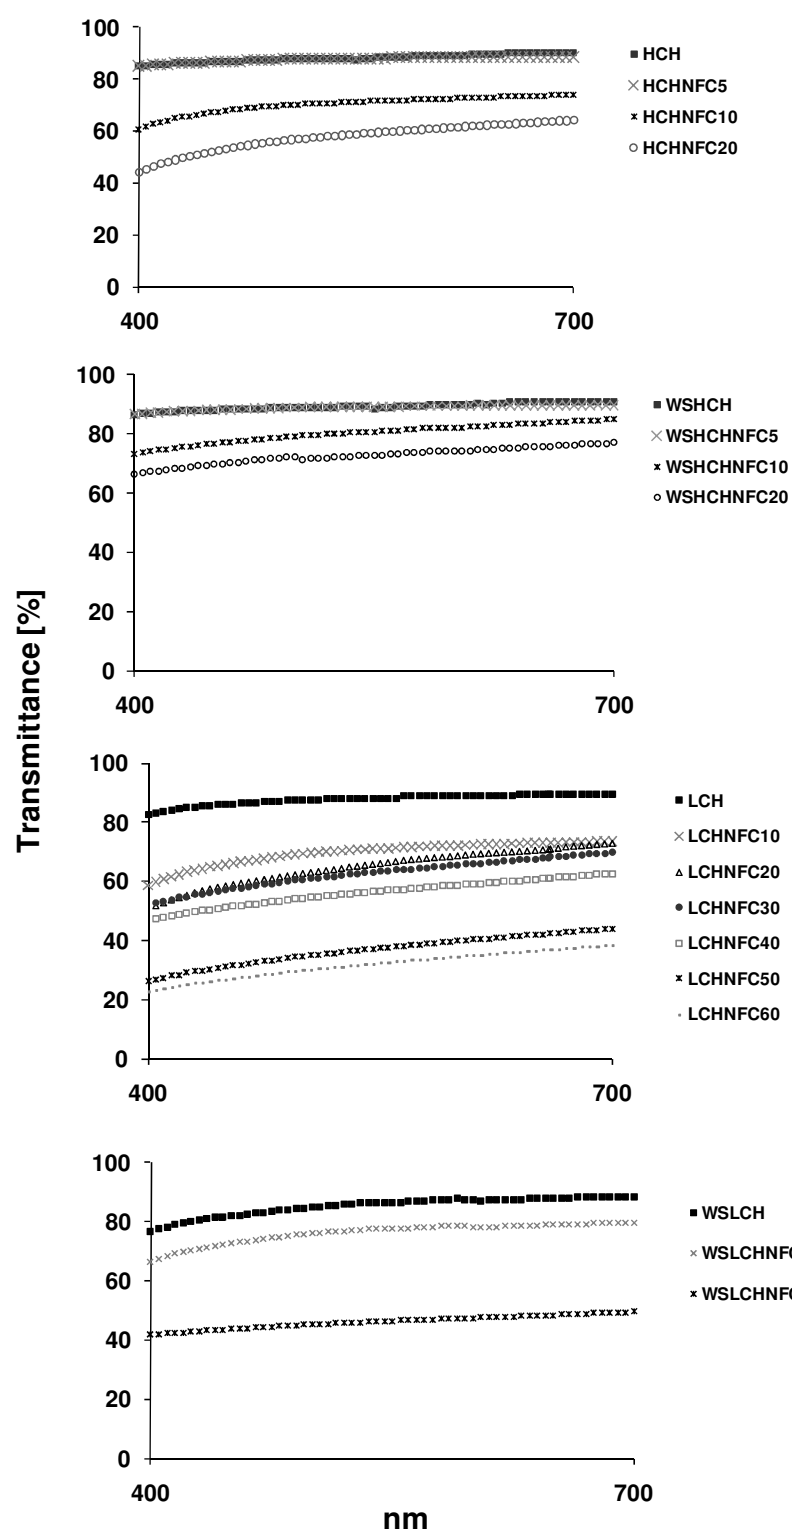 100
80
60
40
20
0
400 700
HCH
HCHNFC5
HCHNFC10
HCHNFC20
100
80
60
40
20
0
400 700
WSHCH
WSHCHNFC5
WSHCHNFC10
WSHCHNFC20
Transmittance [%]
100
80
60
40
20
0
400 700
LCH
LCHNFC10
LCHNFC20
LCHNFC30
LCHNFC40
LCHNFC50
LCHNFC60
100
80
60
40
20
0
400 700
WSLCH
nm